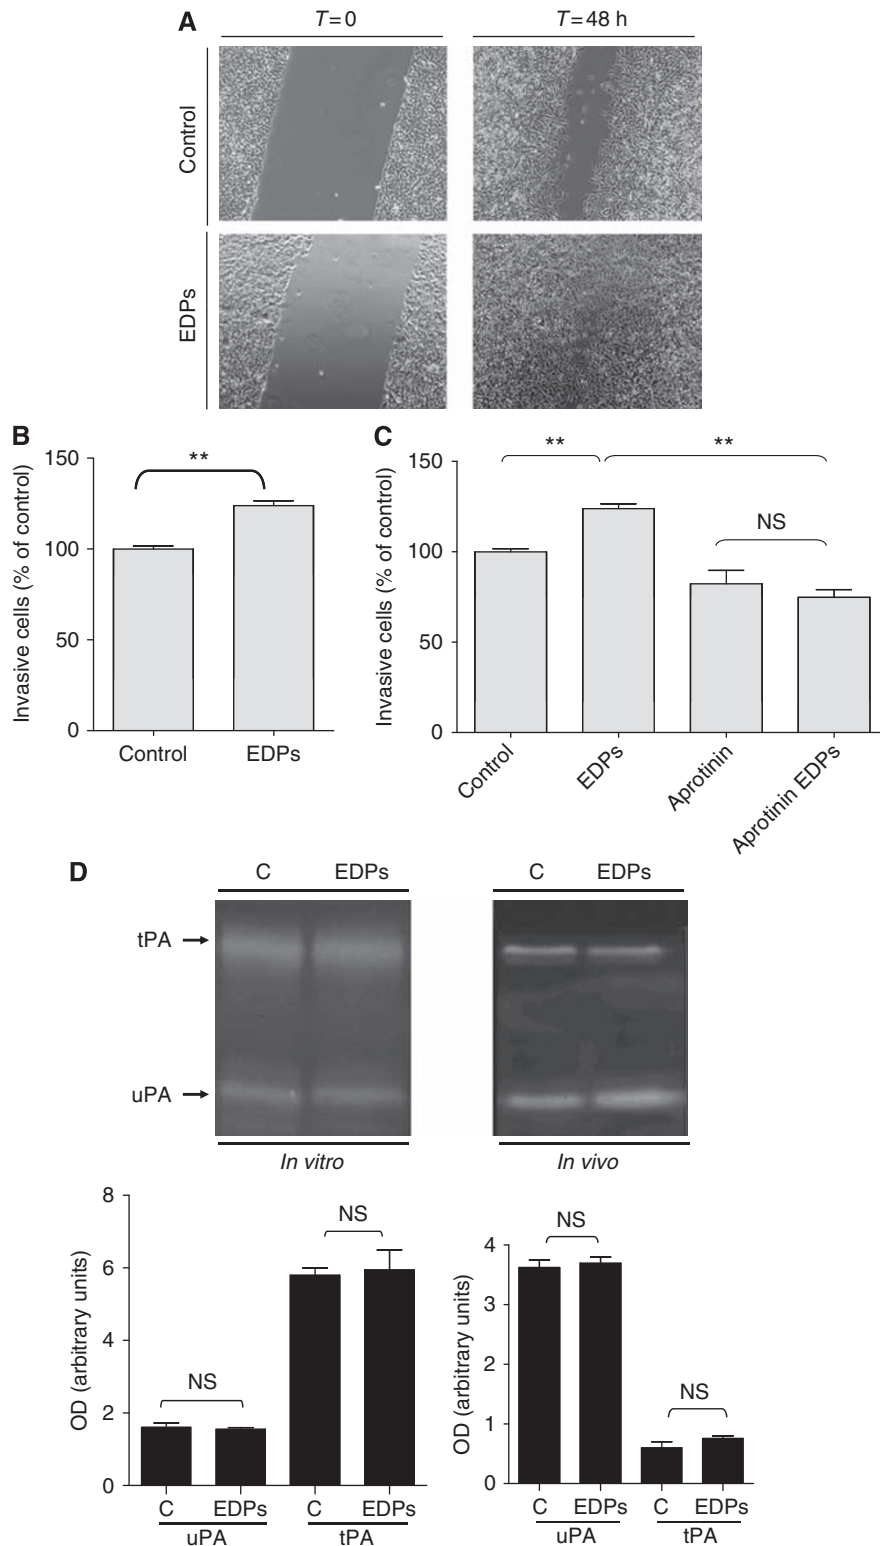 A
T = 0
T = 48 h
Control
EDPs
B
Invasive cells (% of control)
150
100
50
0
**
Control
EDPs
C
Invasive cells (% of control)
150
100
50
0
**
**
NS
Control
EDPs
Aprotinin
Aprotinin EDPs
D
C
EDPs
C
EDPs
tPA
uPA
In vitro
In vivo
OD (arbitrary units)
8
6
4
2
0
NS
NS
C
EDPs
C
EDPs
uPA
tPA
OD (arbitrary units)
4
3
2
1
0
NS
NS
C
EDPs
C
EDPs
uPA
tPA